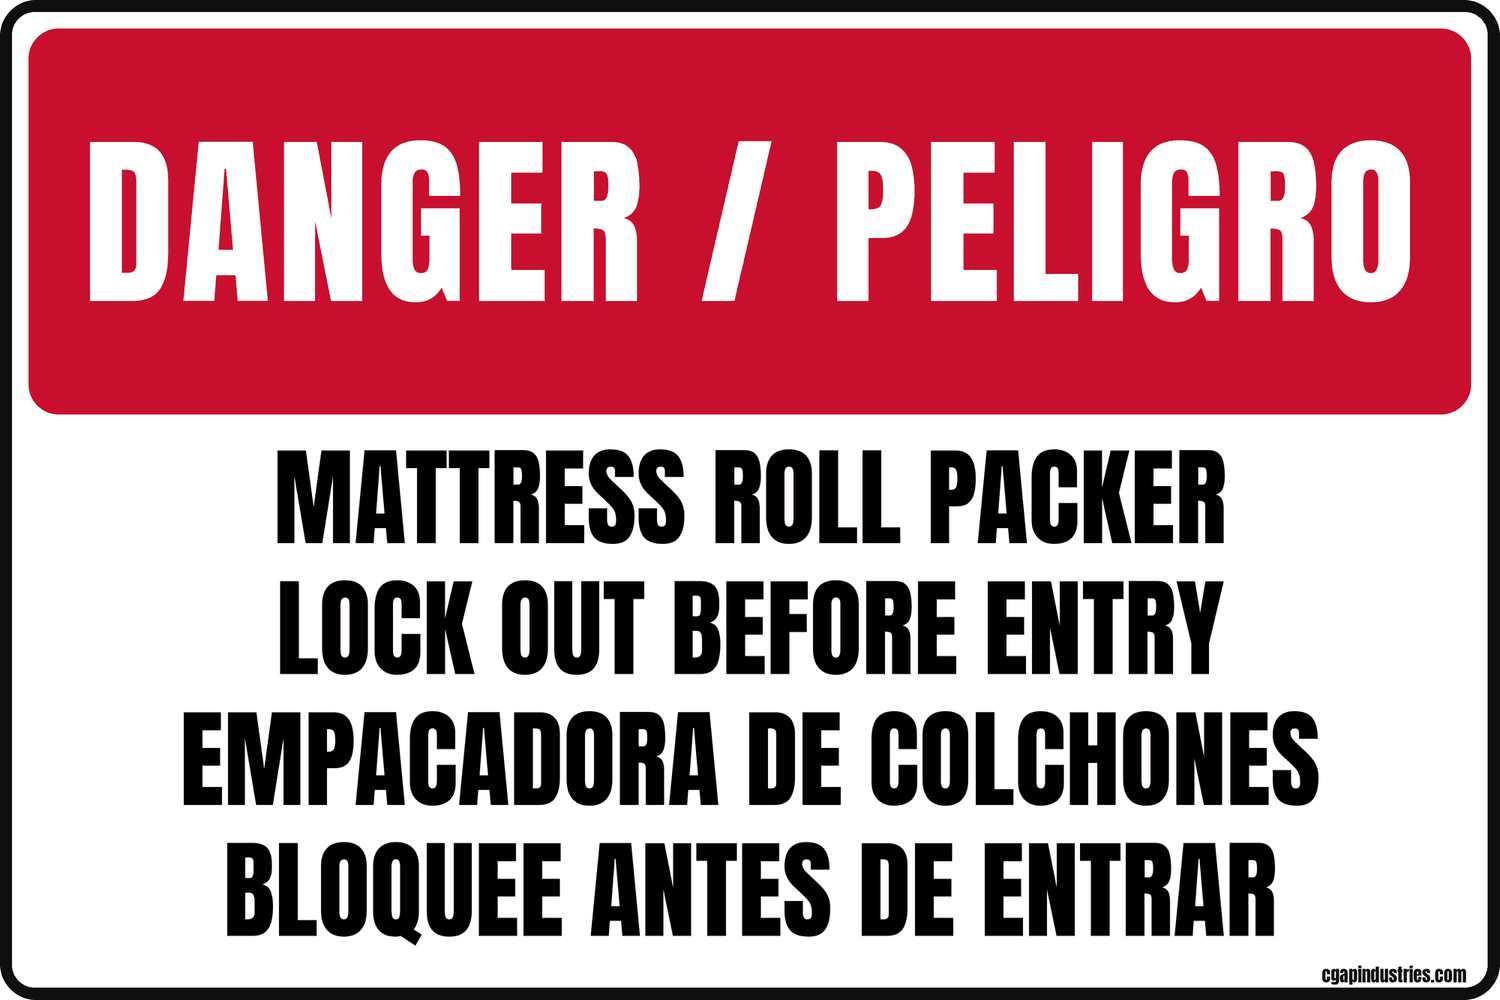 DANGER / PELIGRO
MATTRESS ROLL PACKER
LOCK OUT BEFORE ENTRY
EMPACADORA DE COLCHONES
BLOQUEE ANTES DE ENTRAR
cgapindustries.com